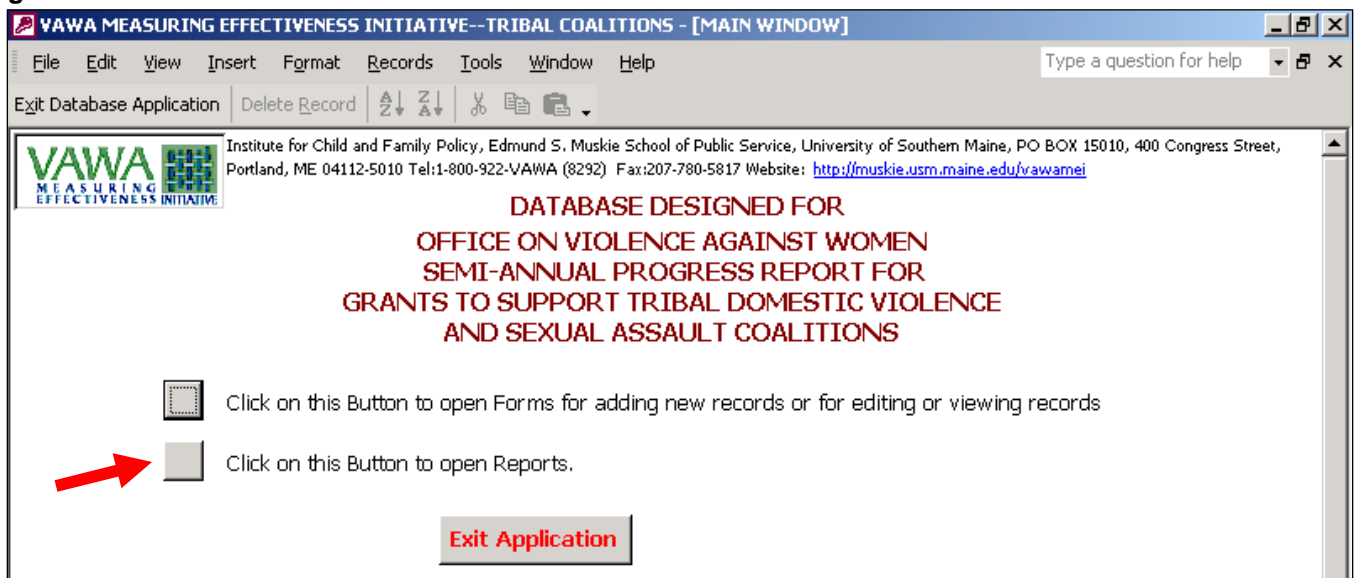 VAWA MEASURING EFFECTIVENESS INITIATIVE--TRIBAL COALITIONS - [MAIN WINDOW]
File Edit View Insert Format Records Tools Window Help Type a question for help
Exit Database Application Delete Record
VAWA
MEASURING
EFFECTIVENESS INITIATIVE
Institute for Child and Family Policy, Edmund S. Muskie School of Public Service, University of Southern Maine, PO BOX 15010, 400 Congress Street,
Portland, ME 04112-5010 Tel:1-800-922-VAWA (8292) Fax:207-780-5817 Website: http://muskie.usm.maine.edu/vawamei
DATABASE DESIGNED FOR
OFFICE ON VIOLENCE AGAINST WOMEN
SEMI-ANNUAL PROGRESS REPORT FOR
GRANTS TO SUPPORT TRIBAL DOMESTIC VIOLENCE
AND SEXUAL ASSAULT COALITIONS
Click on this Button to open Forms for adding new records or for editing or viewing records
Click on this Button to open Reports.
Exit Application